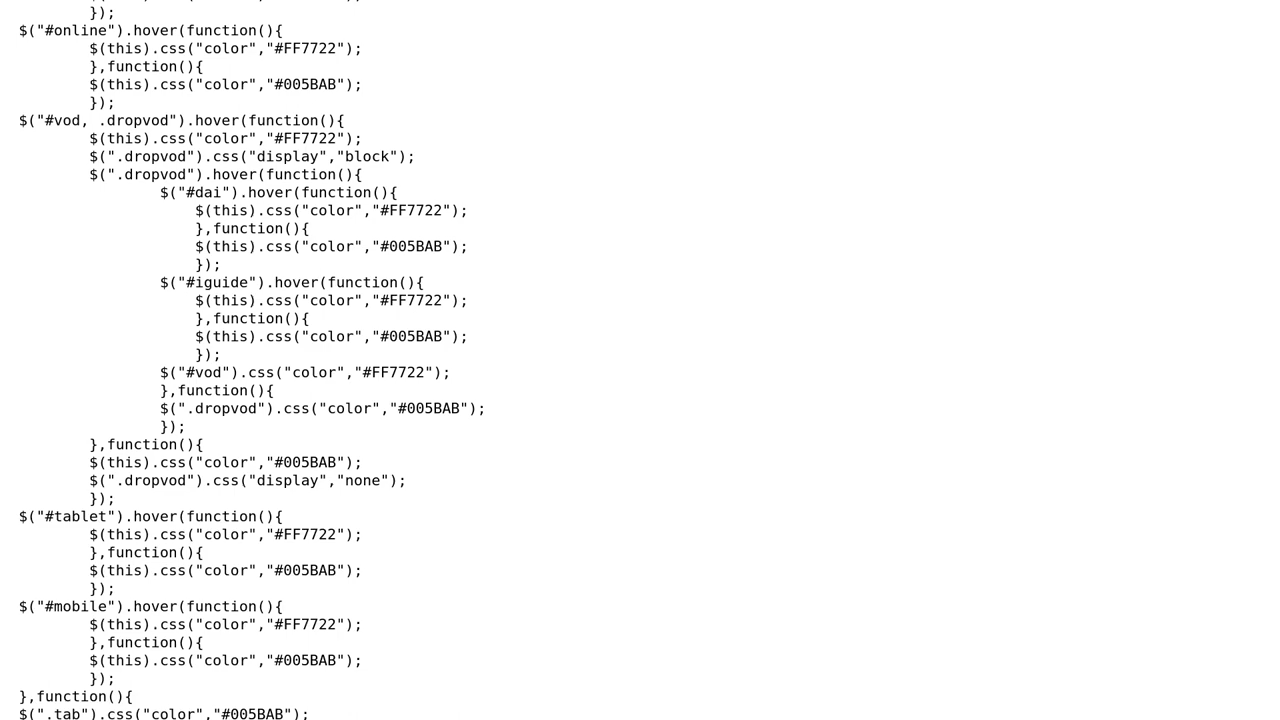 });
$("#online").hover(function(){
$(this).css("color","#FF7722");
},function(){
$(this).css("color","#005BAB");
});
$("#vod, .dropvod").hover(function(){
$(this).css("color","#FF7722");
$(".dropvod").css("display","block");
$(".dropvod").hover(function(){
$("#dai").hover(function(){
$(this).css("color","#FF7722");
},function(){
$(this).css("color","#005BAB");
});
$("#iguide").hover(function(){
$(this).css("color","#FF7722");
},function(){
$(this).css("color","#005BAB");
});
$("#vod").css("color","#FF7722");
},function(){
$(".dropvod").css("color","#005BAB");
});
},function(){
$(this).css("color","#005BAB");
$(".dropvod").css("display","none");
});
$("#tablet").hover(function(){
$(this).css("color","#FF7722");
},function(){
$(this).css("color","#005BAB");
});
$("#mobile").hover(function(){
$(this).css("color","#FF7722");
},function(){
$(this).css("color","#005BAB");
});
},function(){
$(".tab").css("color","#005BAB");